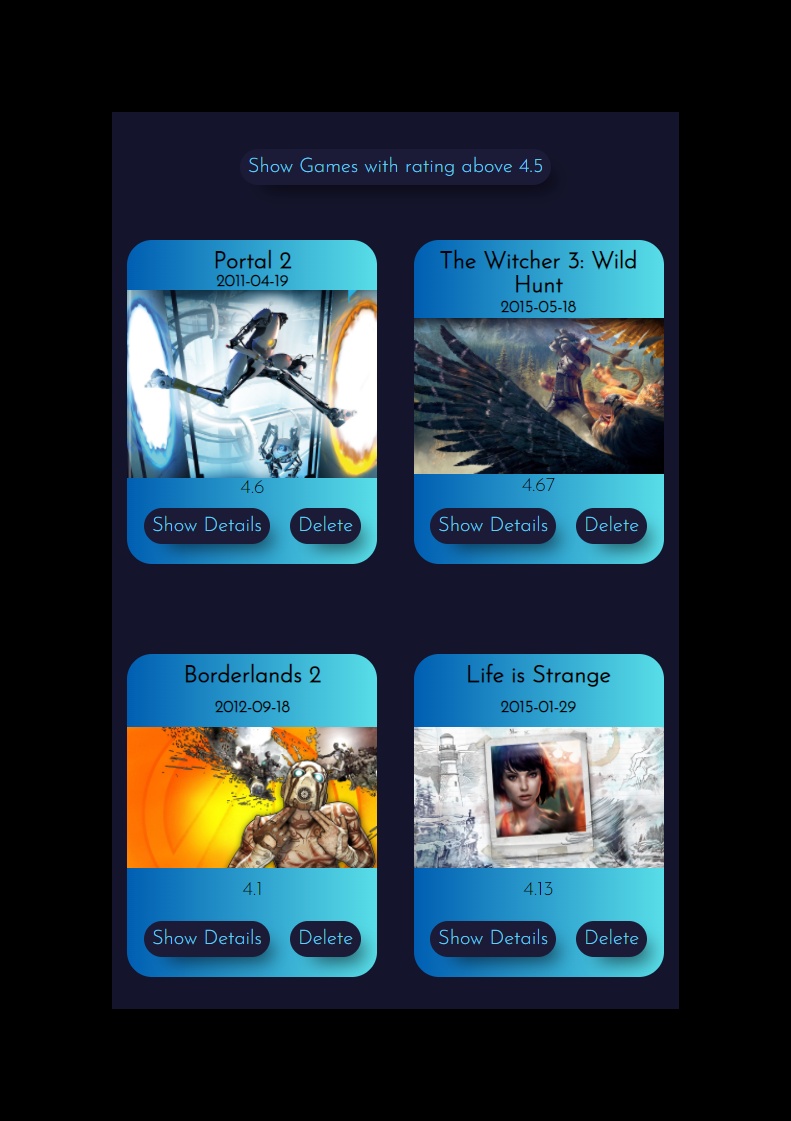 Show Games with rating above 4.5
Portal 2
2011-04-19
4.6
Show Details
Delete
The Witcher 3: Wild
Hunt
2015-05-18
4.67
Show Details
Delete
Borderlands 2
2012-09-18
4.1
Show Details
Delete
Life is Strange
2015-01-29
4.13
Show Details
Delete